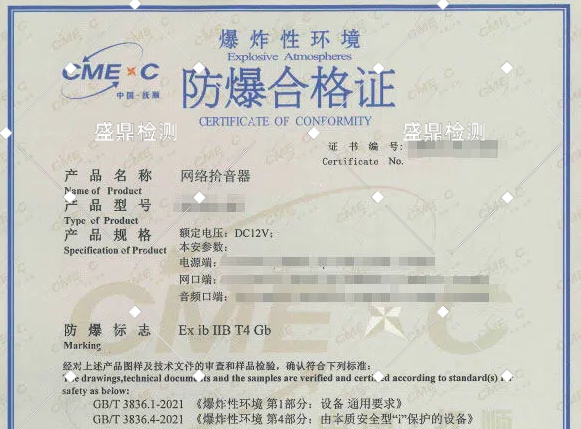 爆炸性环境
Explosive Atmospheres
CMExC
中国·抚顺
防爆合格证
CERTIFICATE OF CONFORMITY
盛鼎检测 盛鼎检测
证书编号:
Certificate No.
产品名称 网络拾音器
Name of Product
产品型号
Type of Product
产品规格 额定电压: DC12V;
Specification of Product 本安参数:
电源端:
网口端:
音频口端:
防爆标志 Ex ib IIB T4 Gb
Marking
经对上述产品图样及技术文件的审查和样品检验，确认符合下列标准:
The drawings,technical documents and the samples are verified and certified according to standard(s) in
safety as below:
GB/T 3836.1-2021 《爆炸性环境 第1部分: 设备 通用要求》
GB/T 3836.4-2021 《爆炸性环境 第4部分: 由本质安全型“i”保护的设备》